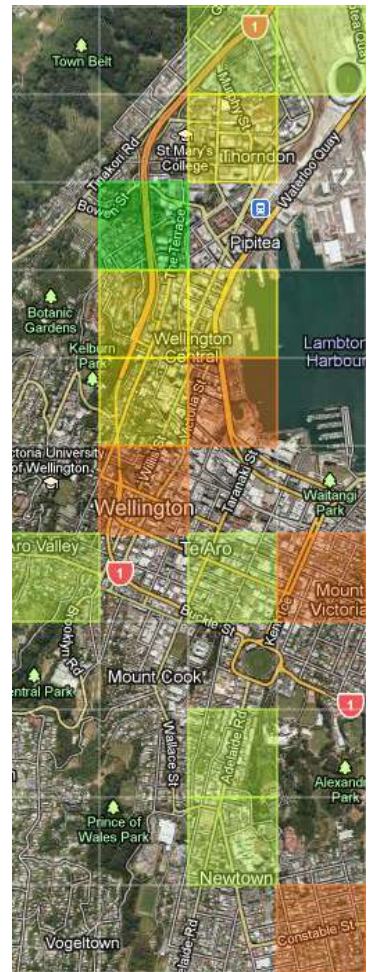 1
Town Belt
Murphy St
St Mary's
College
Thorndon
Tinakori Rd
Waterloo Quay
Bowen St
The Terrace
Pipitea
Botanic
Gardens
Wellington
Central
Lambton
Harbour
Kelburn
Park
Victoria St
Willis St
ctoria University
of Wellington
Taranaki St
Wellington
Waitangi
Park
Aro Valley
Te Aro
1
Mount
Victoria
Brooklyn Rd
Buckle St
Kent Tce
entral Park
Mount Cook
1
Wallace St
Adelaide Rd
Alexandr
Park
Prince of
Wales Park
Newtown
Constable St
Vogeltown
delaide Rd